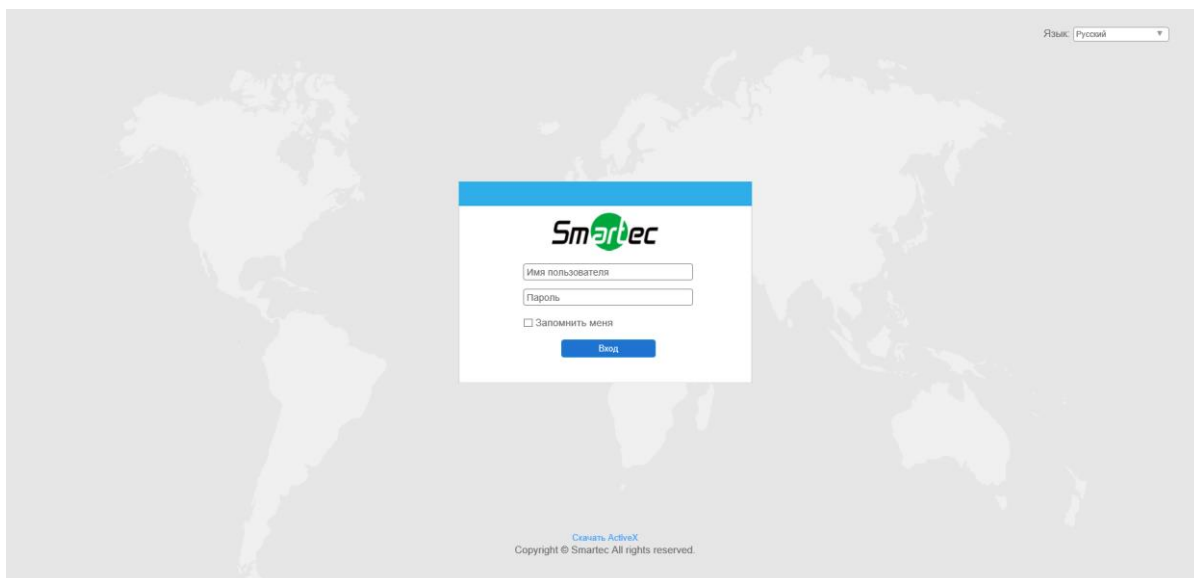 Язык: Русский
Smartec
Имя пользователя
Пароль
Запомнить меня
Вход
Скачать ActiveX
Copyright © Smartec All rights reserved.